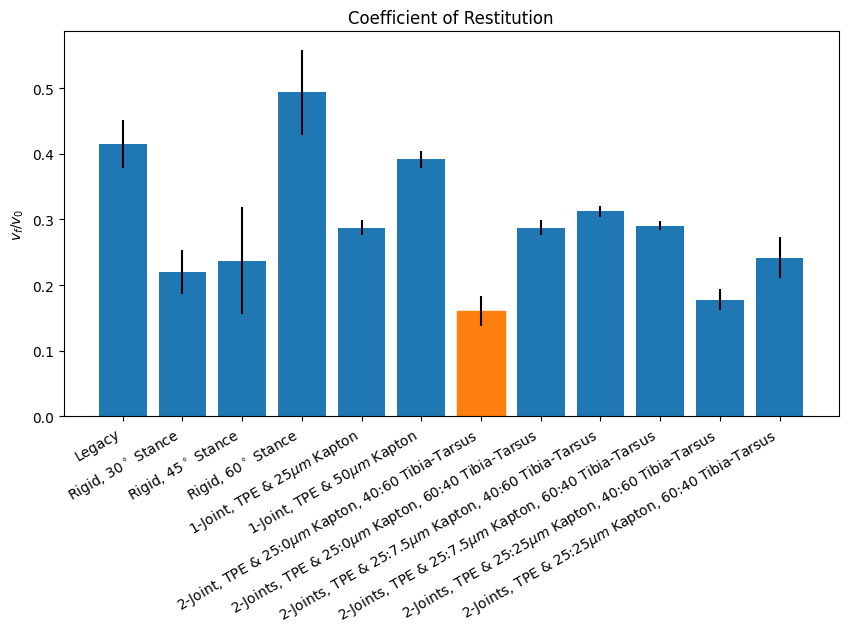 Coefficient of Restitution
v_f/v_0
0.5
0.4
0.3
0.2
0.1
0.0
Legacy
Rigid, 30° Stance
Rigid, 45° Stance
Rigid, 60° Stance
1-Joint, TPE & 25μm Kapton
1-Joint, TPE & 50μm Kapton
2-Joint, TPE & 25:0μm Kapton, 40:60 Tibia-Tarsus
2-Joints, TPE & 25:0μm Kapton, 60:40 Tibia-Tarsus
2-Joints, TPE & 25:7.5μm Kapton, 40:60 Tibia-Tarsus
2-Joints, TPE & 25:7.5μm Kapton, 60:40 Tibia-Tarsus
2-Joints, TPE & 25:25μm Kapton, 40:60 Tibia-Tarsus
2-Joints, TPE & 25:25μm Kapton, 60:40 Tibia-Tarsus